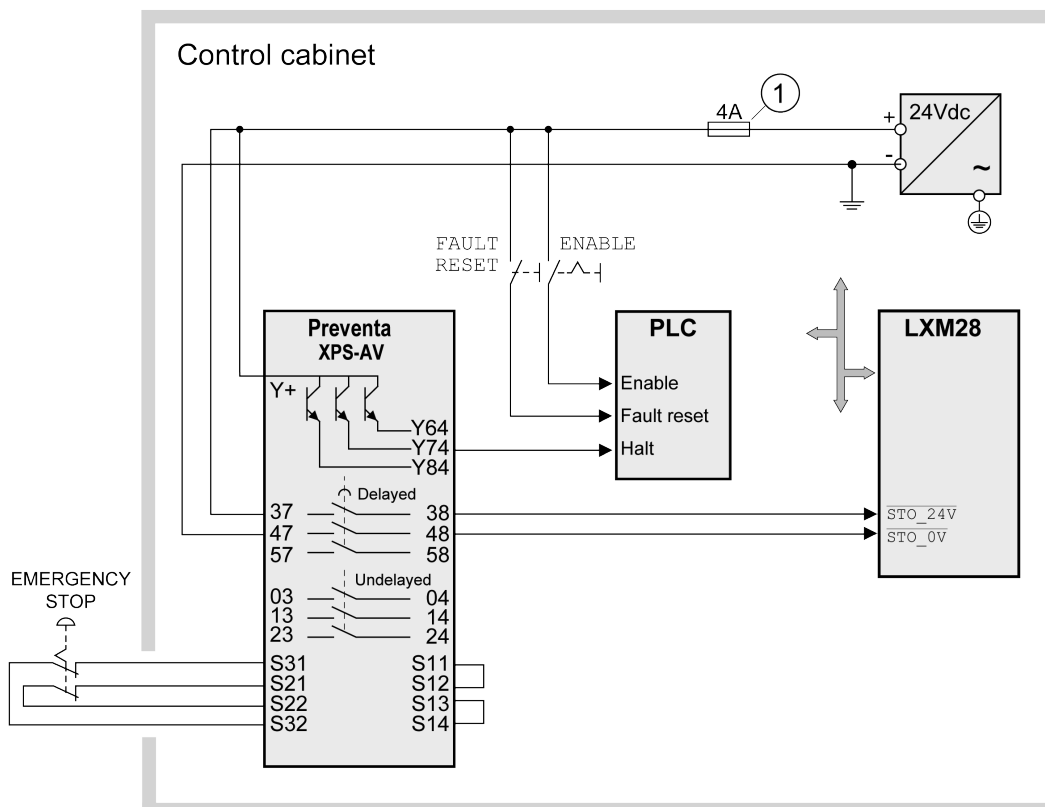 Control cabinet
4A
1
24Vdc
+
-
~
FAULT
RESET
ENABLE
Preventa
XPS-AV
Y+
Y64
Y74
Y84
Delayed
37
38
47
48
57
58
Undelayed
03
04
13
14
23
24
S31
S11
S21
S12
S22
S13
S32
S14
PLC
Enable
Fault reset
Halt
LXM28
STO_24V
STO_0V
EMERGENCY
STOP